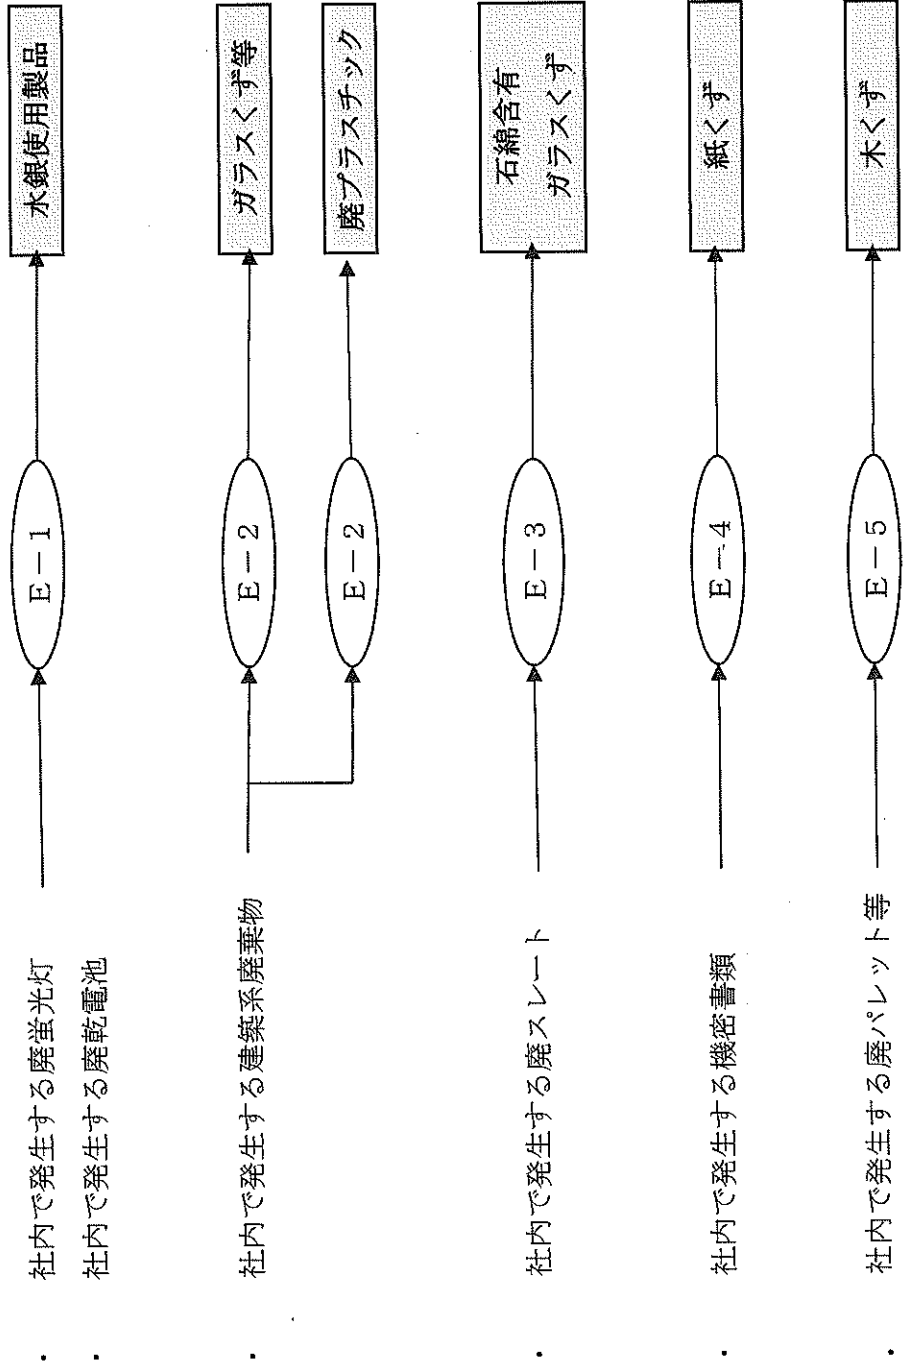 ・ 社内で発生する廃蛍光灯 E－1 水銀使用製品
・ 社内で発生する廃乾電池
・ 社内で発生する建築系廃棄物 E－2 ガラスくず等
E－2 廃プラスチック
・ 社内で発生する廃スレート E－3 石綿含有
ガラスくず
・ 社内で発生する機密書類 E－4 紙くず
・ 社内で発生する廃パレット等 E－5 木くず